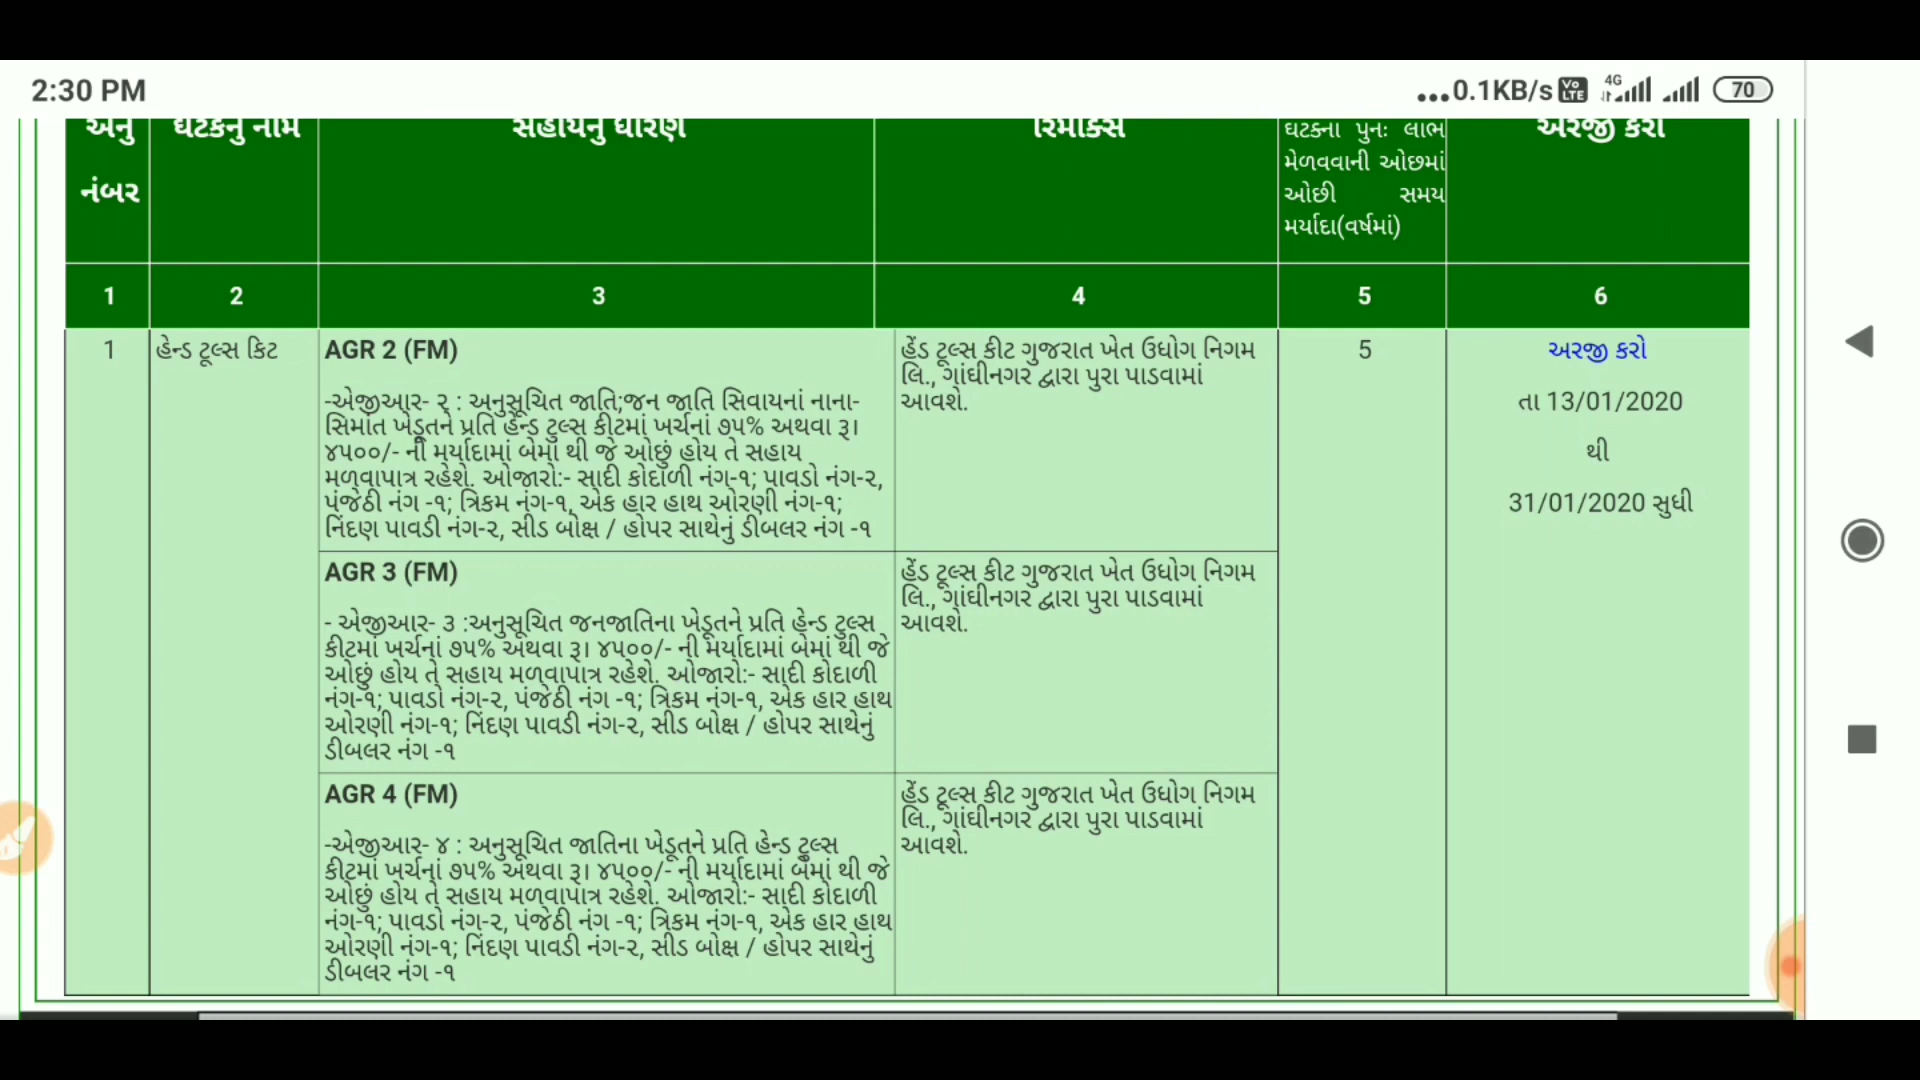 2:30 PM
...0.1KB/s Vo LTE 4G 70
અનુ
નંબર
ઘટકનું નામ
સહાયનું ધોરણ
રિમાર્ક્સ
ઘટકના પુનઃ લાભ
મેળવવાની ઓછમાં
ઓછી સમય
મર્યાદા(વર્ષમાં)
અરજી કરો
1 2 3 4 5 6
1
હેન્ડ ટૂલ્સ કિટ
AGR 2 (FM)
-એજીઆર- ૨ : અનુસૂચિત જાતિ;જન જાતિ સિવાયનાં નાના-
સિમાંત ખેડૂતને પ્રતિ હેન્ડ ટુલ્સ કીટમાં ખર્ચનાં ૭૫% અથવા રૂ।
૪૫૦૦/- ની મર્યાદામાં બેમાં થી જે ઓછું હોય તે સહાય
મળવાપાત્ર રહેશે. ઓજારો:- સાદી કોદાળી નંગ-૧; પાવડો નંગ-૨,
પંજેઠી નંગ -૧; ત્રિકમ નંગ-૧, એક હાર હાથ ઓરણી નંગ-૧;
નિંદણ પાવડી નંગ-૨, સીડ બોક્ષ / હોપર સાથેનું ડીબલર નંગ -૧
હેંડ ટૂલ્સ કીટ ગુજરાત ખેત ઉધોગ નિગમ
લિ., ગાંઘીનગર દ્વારા પુરા પાડવામાં
આવશે.
5
અરજી કરો
તા 13/01/2020
થી
31/01/2020 સુધી
AGR 3 (FM)
- એજીઆર- ૩ :અનુસૂચિત જનજાતિના ખેડૂતને પ્રતિ હેન્ડ ટુલ્સ
કીટમાં ખર્ચનાં ૭૫% અથવા રૂ। ૪૫૦૦/- ની મર્યાદામાં બેમાં થી જે
ઓછું હોય તે સહાય મળવાપાત્ર રહેશે. ઓજારો:- સાદી કોદાળી
નંગ-૧; પાવડો નંગ-૨, પંજેઠી નંગ -૧; ત્રિકમ નંગ-૧, એક હાર હાથ
ઓરણી નંગ-૧; નિંદણ પાવડી નંગ-૨, સીડ બોક્ષ / હોપર સાથેનું
ડીબલર નંગ -૧
હેંડ ટૂલ્સ કીટ ગુજરાત ખેત ઉધોગ નિગમ
લિ., ગાંઘીનગર દ્વારા પુરા પાડવામાં
આવશે.
AGR 4 (FM)
-એજીઆર- ૪ : અનુસૂચિત જાતિના ખેડૂતને પ્રતિ હેન્ડ ટુલ્સ
કીટમાં ખર્ચનાં ૭૫% અથવા રૂ। ૪૫૦૦/- ની મર્યાદામાં બેમાં થી જે
ઓછું હોય તે સહાય મળવાપાત્ર રહેશે. ઓજારો:- સાદી કોદાળી
નંગ-૧; પાવડો નંગ-૨, પંજેઠી નંગ -૧; ત્રિકમ નંગ-૧, એક હાર હાથ
ઓરણી નંગ-૧; નિંદણ પાવડી નંગ-૨, સીડ બોક્ષ / હોપર સાથેનું
ડીબલર નંગ -૧
હેંડ ટૂલ્સ કીટ ગુજરાત ખેત ઉધોગ નિગમ
લિ., ગાંઘીનગર દ્વારા પુરા પાડવામાં
આવશે.